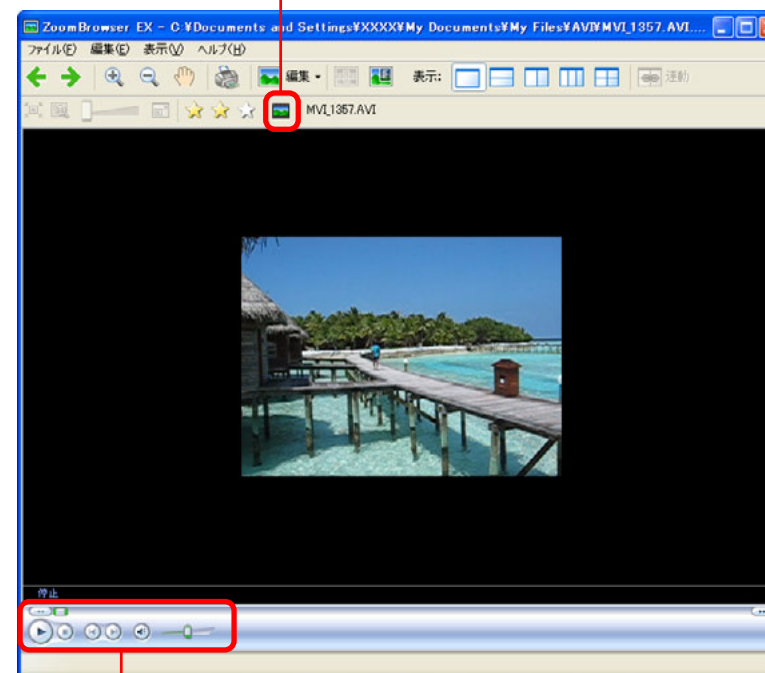 ZoomBrowser EX - C:¥Documents and Settings¥XXXX¥My Documents¥My Files¥AVI¥MVI_1357.AVI....
ファイル(F) 編集(E) 表示(V) ヘルプ(H)
編集 表示: 連動
MVI_1357.AVI
停止